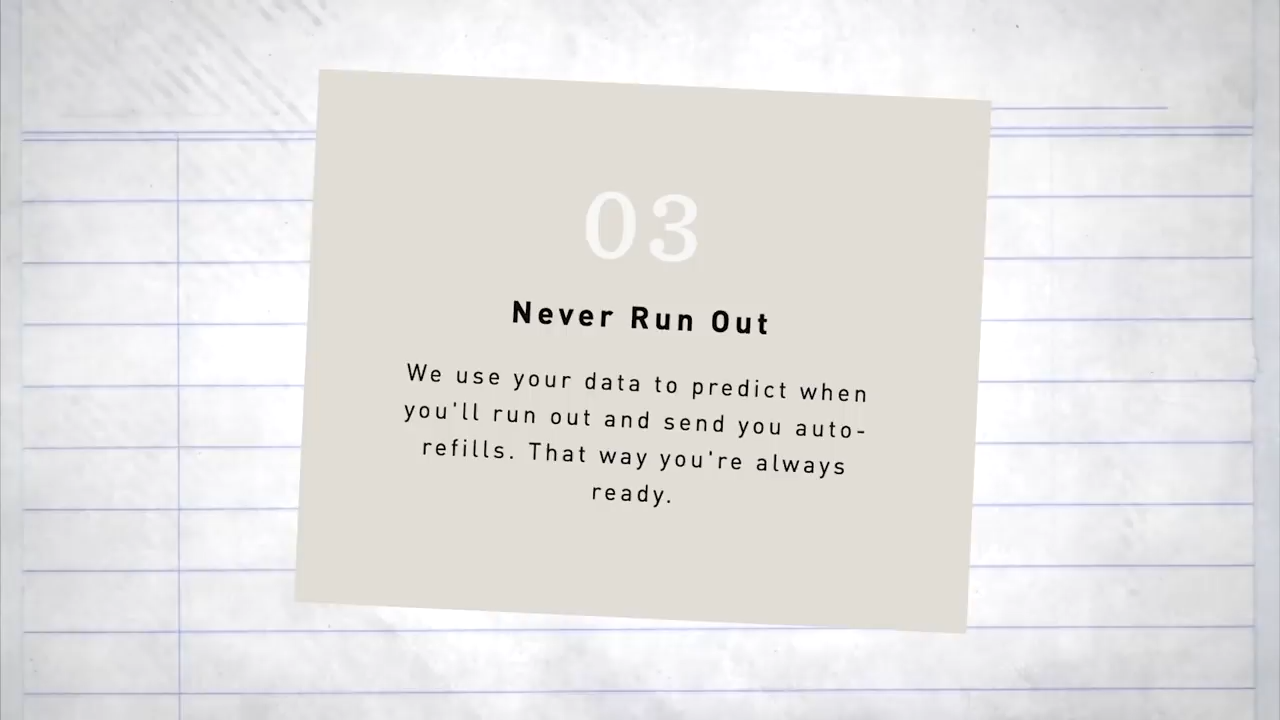 03
Never Run Out
We use your data to predict when
you'll run out and send you auto-
refills. That way you're always
ready.